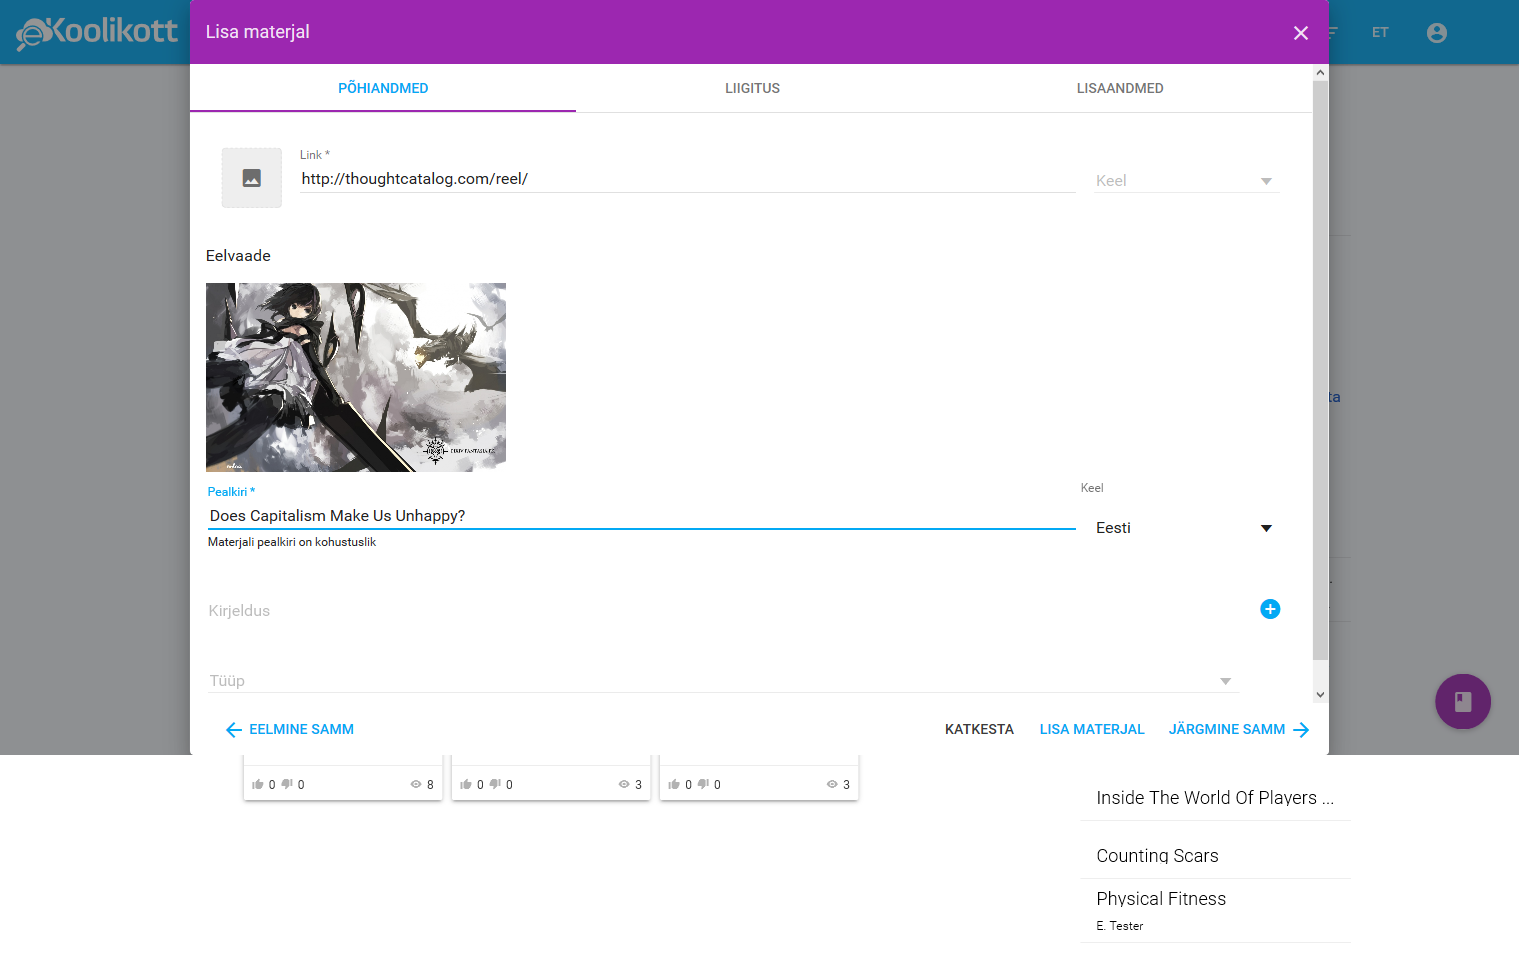 eKoolikott
Lisa materjal
ET
PÕHIANDMED
LIIGITUS
LISAANDMED
Link *
http://thoughtcatalog.com/reel/
Keel
Eelvaade
ta
Pealkiri *
Keel
Does Capitalism Make Us Unhappy?
Eesti
Materjali pealkiri on kohustuslik
Kirjeldus
Tüüp
EELMINE SAMM
KATKESTA
LISA MATERJAL
JÄRGMINE SAMM
0 0 8
0 0 3
0 0 3
Inside The World Of Players ...
Counting Scars
Physical Fitness
E. Tester